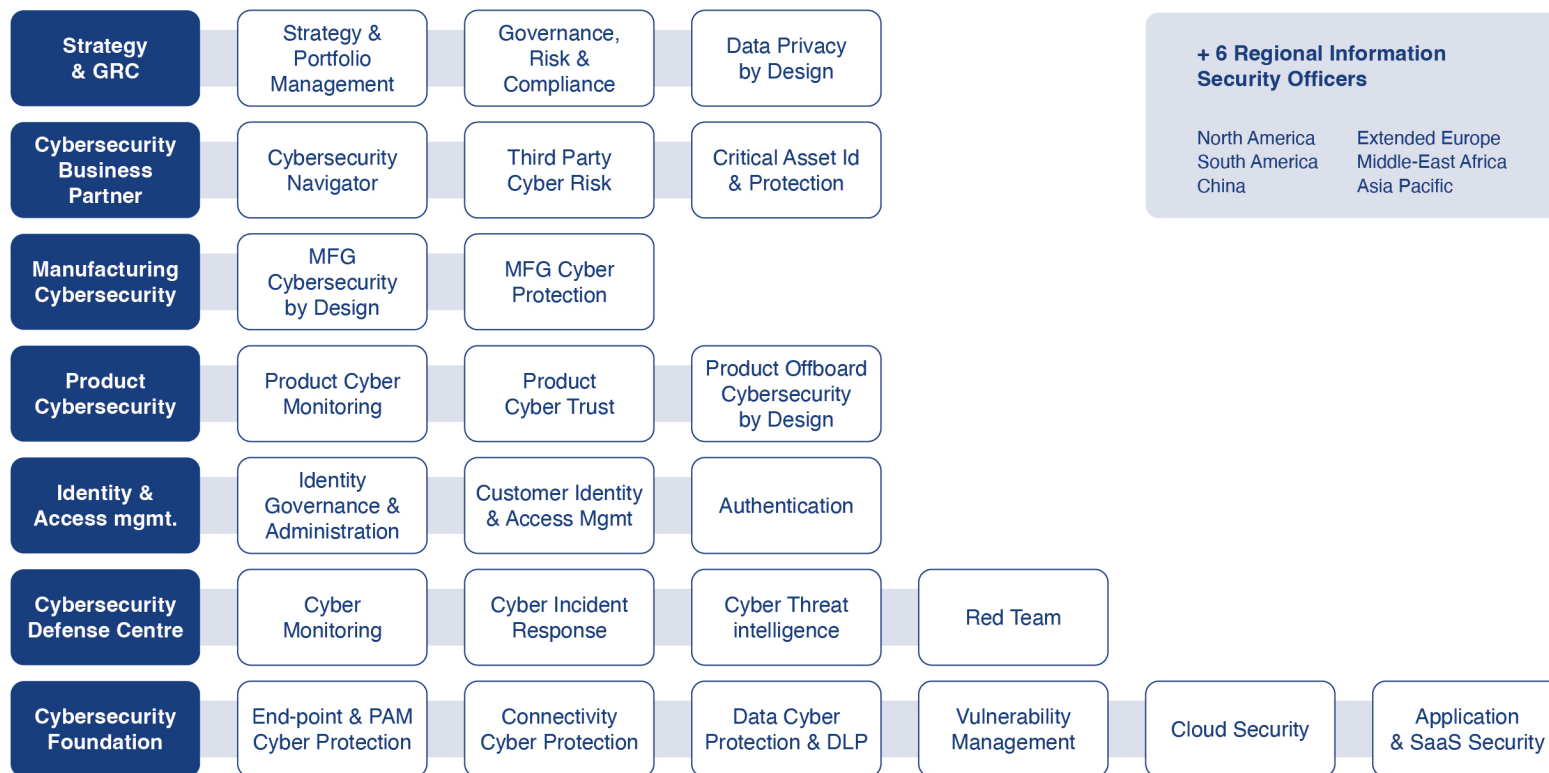 Strategy
& GRC
Strategy &
Portfolio
Management
Governance,
Risk &
Compliance
Data Privacy
by Design
+ 6 Regional Information
Security Officers
North America
South America
China
Extended Europe
Middle-East Africa
Asia Pacific
Cybersecurity
Business
Partner
Cybersecurity
Navigator
Third Party
Cyber Risk
Critical Asset Id
& Protection
Manufacturing
Cybersecurity
MFG
Cybersecurity
by Design
MFG Cyber
Protection
Product
Cybersecurity
Product Cyber
Monitoring
Product
Cyber Trust
Product Offboard
Cybersecurity
by Design
Identity &
Access mgmt.
Identity
Governance &
Administration
Customer Identity
& Access Mgmt
Authentication
Cybersecurity
Defense Centre
Cyber
Monitoring
Cyber Incident
Response
Cyber Threat
intelligence
Red Team
Cybersecurity
Foundation
End-point & PAM
Cyber Protection
Connectivity
Cyber Protection
Data Cyber
Protection & DLP
Vulnerability
Management
Cloud Security
Application
& SaaS Security